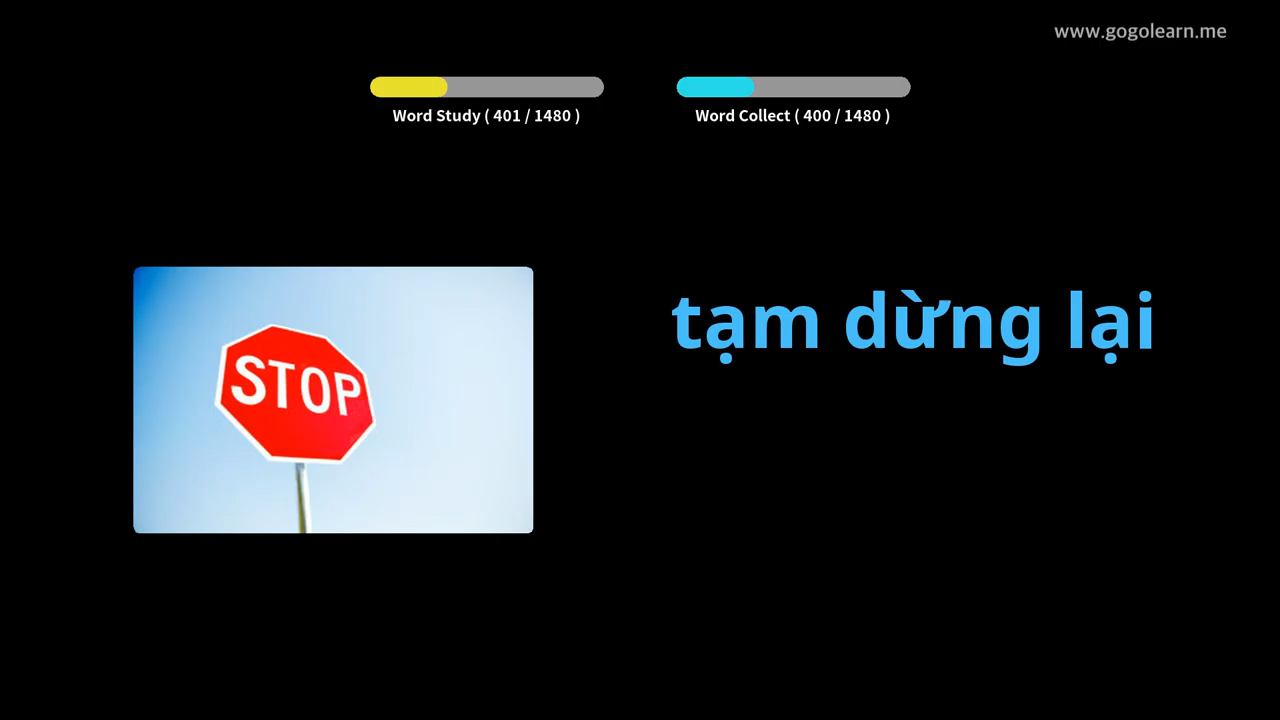 www.gogolearn.me
Word Study ( 401 / 1480 )
Word Collect ( 400 / 1480 )
STOP
tạm dừng lại